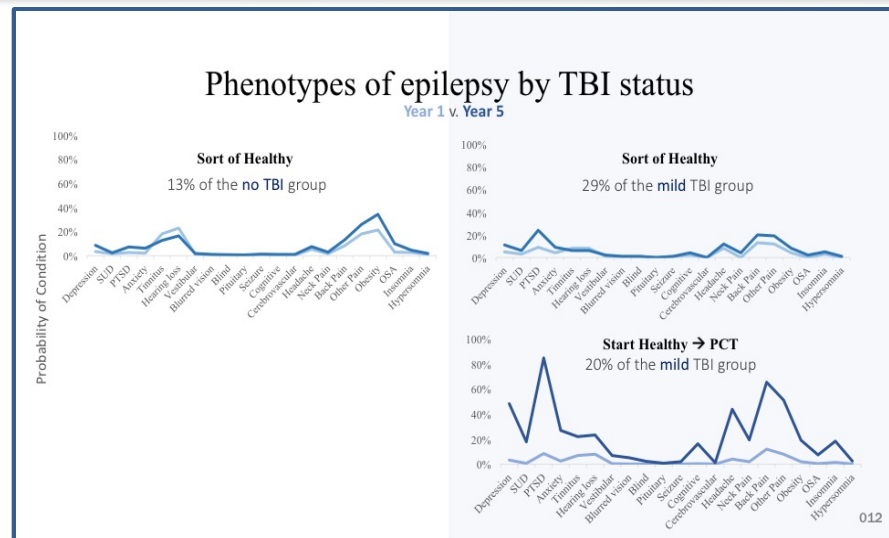 Phenotypes of epilepsy by TBI status
Year 1 v. Year 5
Probability of Condition
100%
80%
60%
40%
20%
0%
Sort of Healthy
13% of the no TBI group
Depression
SUD
PTSD
Anxiety
Tinnitus
Hearing loss
Vestibular
Blurred vision
Blind
Pituitary
Seizure
Cognitive
Cerebrovascular
Headache
Neck Pain
Back Pain
Other Pain
Obesity
OSA
Insomnia
Hypersomnia
100%
80%
60%
40%
20%
0%
Sort of Healthy
29% of the mild TBI group
Depression
SUD
PTSD
Anxiety
Tinnitus
Hearing loss
Vestibular
Blurred vision
Blind
Pituitary
Seizure
Cognitive
Cerebrovascular
Headache
Neck Pain
Back Pain
Other Pain
Obesity
OSA
Insomnia
Hypersomnia
100%
80%
60%
40%
20%
0%
Start Healthy → PCT
20% of the mild TBI group
Depression
SUD
PTSD
Anxiety
Tinnitus
Hearing loss
Vestibular
Blurred vision
Blind
Pituitary
Seizure
Cognitive
Cerebrovascular
Headache
Neck Pain
Back Pain
Other Pain
Obesity
OSA
Insomnia
Hypersomnia
012